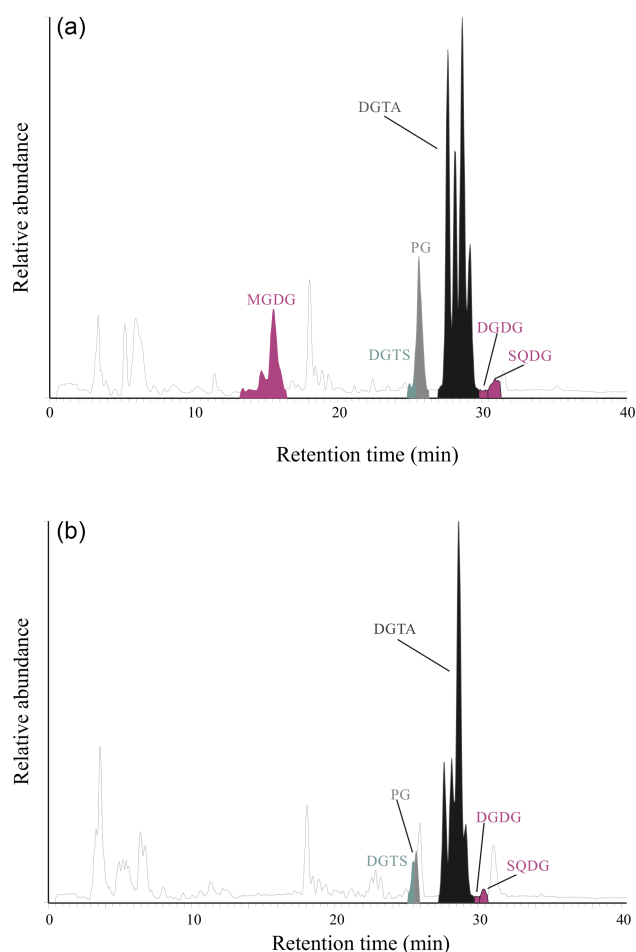 (a)
Relative abundance
DGTA
PG
MGDG
DGTS
DGDG
SQDG
0 10 20 30 40
Retention time (min)
(b)
Relative abundance
DGTA
PG
DGDG
DGTS
SQDG
0 10 20 30 40
Retention time (min)